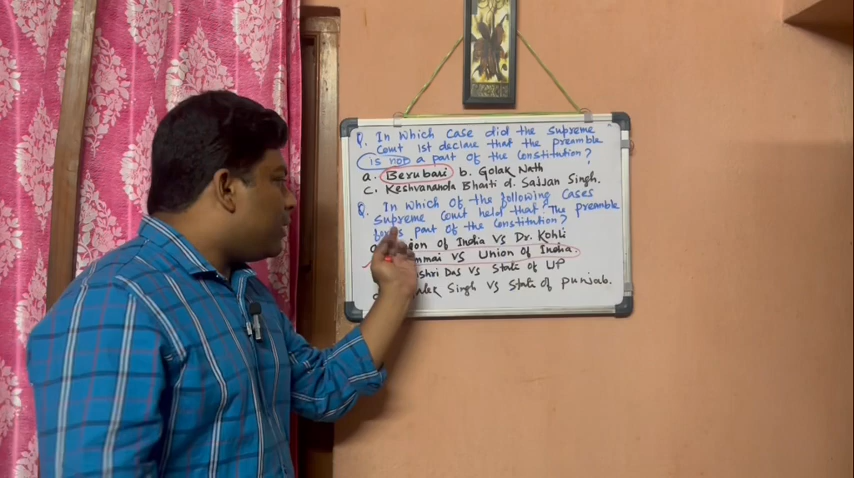 Q. In which case did the supreme
Court 1st declare that the preamble
is not a part of the constitution?
a. Berubari b. Golak Nath
c. Keshvananda Bharti d. Sajjan Singh.
Q. In which of the following cases
supreme Court held that The preamble
part of the constitution?
of India vs Dr. Kohli
vs Union of India.
Das vs State of UP
Singh vs State of punjab.